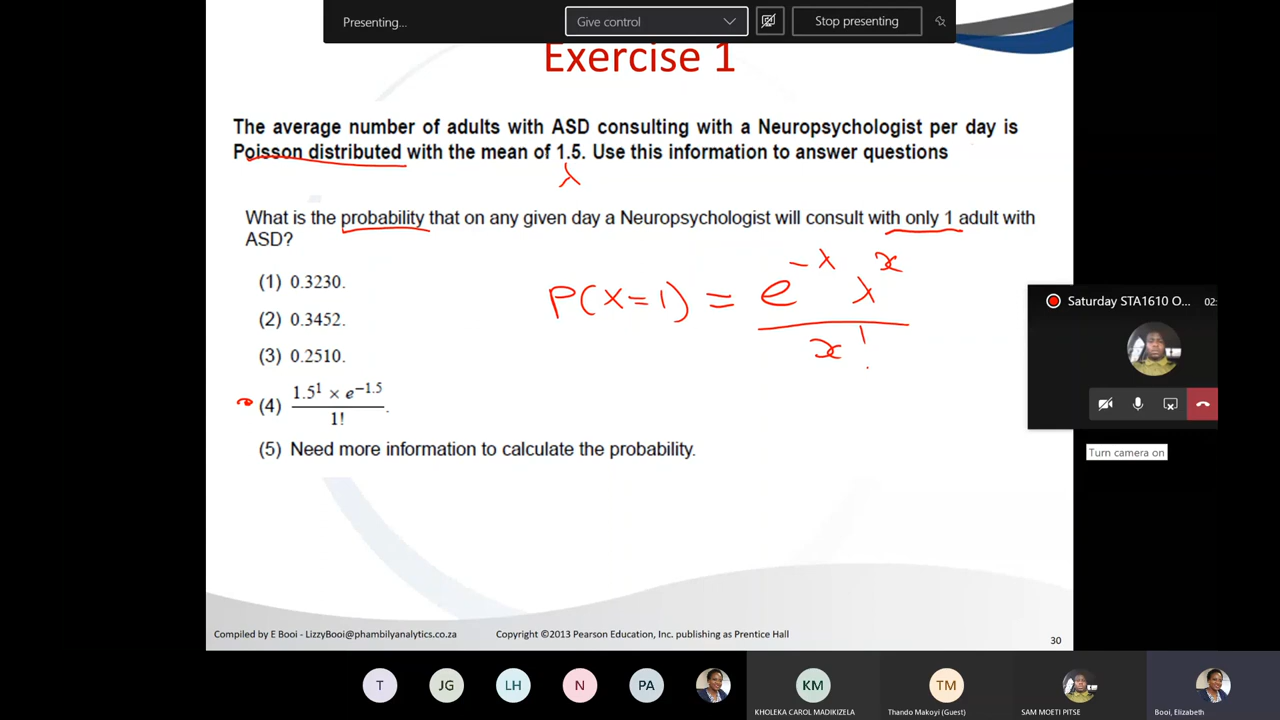 Presenting...
Give control
Stop presenting
Exercise 1
The average number of adults with ASD consulting with a Neuropsychologist per day is
Poisson distributed with the mean of 1.5. Use this information to answer questions
λ
What is the probability that on any given day a Neuropsychologist will consult with only 1 adult with
ASD?
(1) 0.3230.
(2) 0.3452.
(3) 0.2510.
(4) 1.5¹ × e⁻¹·⁵
1!
.
(5) Need more information to calculate the probability.
P(X=1) = e^-λ λ^x
x!
Saturday STA1610 O... 02:
Turn camera on
Compiled by E Booi - LizzyBooi@phambilyanalytics.co.za
Copyright ©2013 Pearson Education, Inc. publishing as Prentice Hall
30
T
JG
LH
N
PA
KM
TM
KHOLEKA CAROL MADIKIZELA
Thando Makoyi (Guest)
SAM MOETI PITSE
Booi, Elizabeth